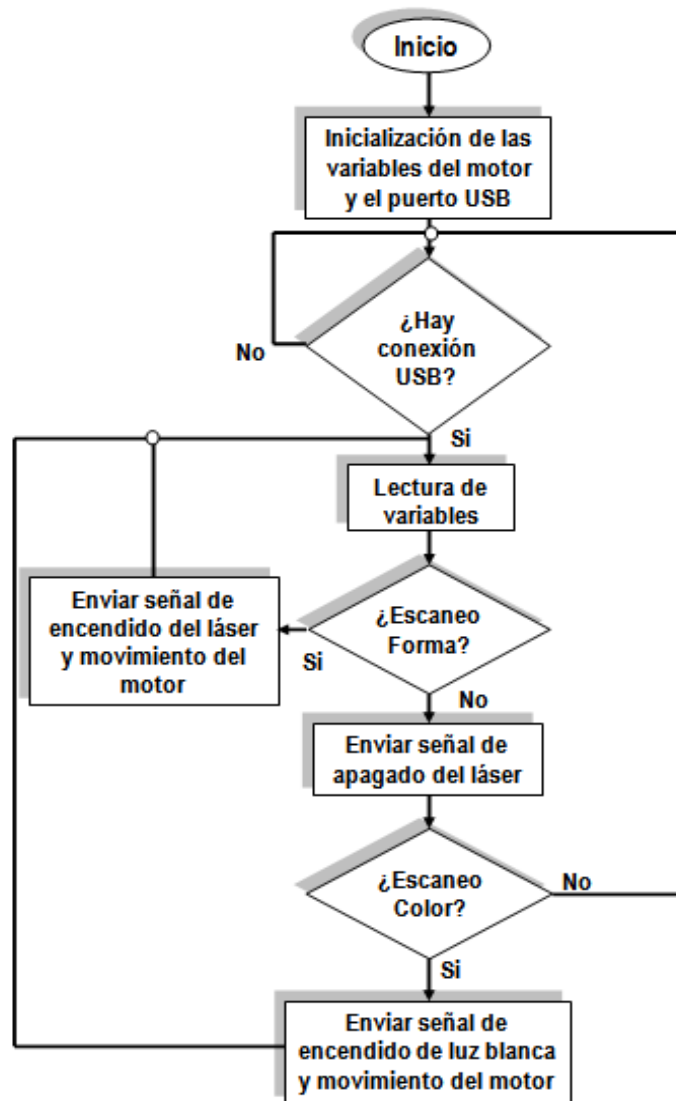 Inicio
Inicialización de las
variables del motor
y el puerto USB
¿Hay
conexión
USB?
No
Si
Lectura de
variables
¿Escaneo
Forma?
Si
Enviar señal de
encendido del láser
y movimiento del
motor
No
Enviar señal de
apagado del láser
¿Escaneo
Color?
No
Si
Enviar señal de
encendido de luz blanca
y movimiento del motor